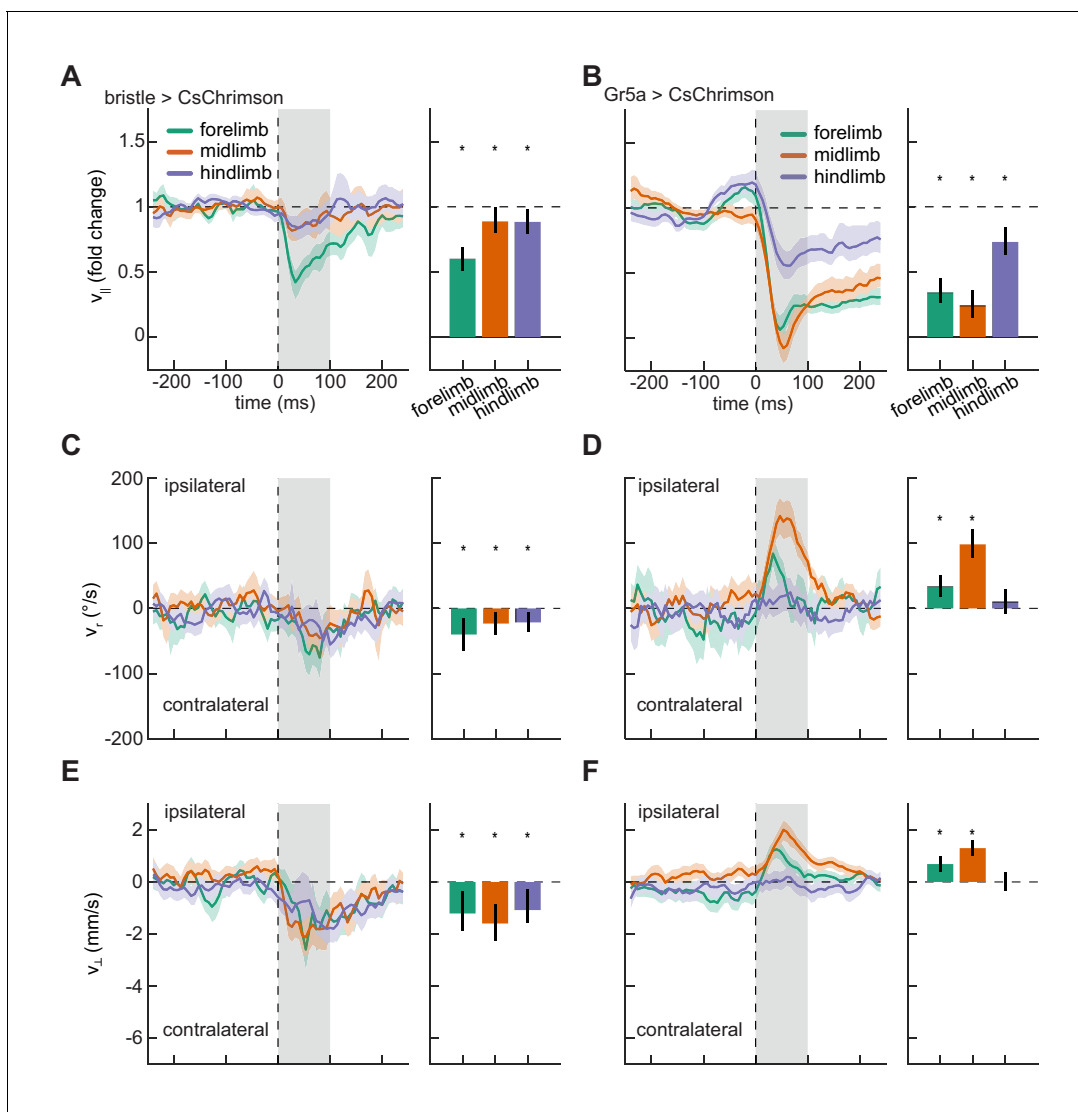 A
bristle > CsChrimson
forelimb
midlimb
hindlimb
* * *
1.5
1
0.5
0
v|| (fold change)
-200 -100 0 100 200
time (ms)
forelimb midlimb hindlimb
B
Gr5a > CsChrimson
forelimb
midlimb
hindlimb
* * *
-200 -100 0 100 200
time (ms)
forelimb midlimb hindlimb
C
ipsilateral
* * *
200
100
0
-100
-200
vr (°/s)
contralateral
D
ipsilateral
* *
contralateral
E
ipsilateral
* * *
2
0
-2
-4
-6
v⊥ (mm/s)
contralateral
F
ipsilateral
* *
contralateral